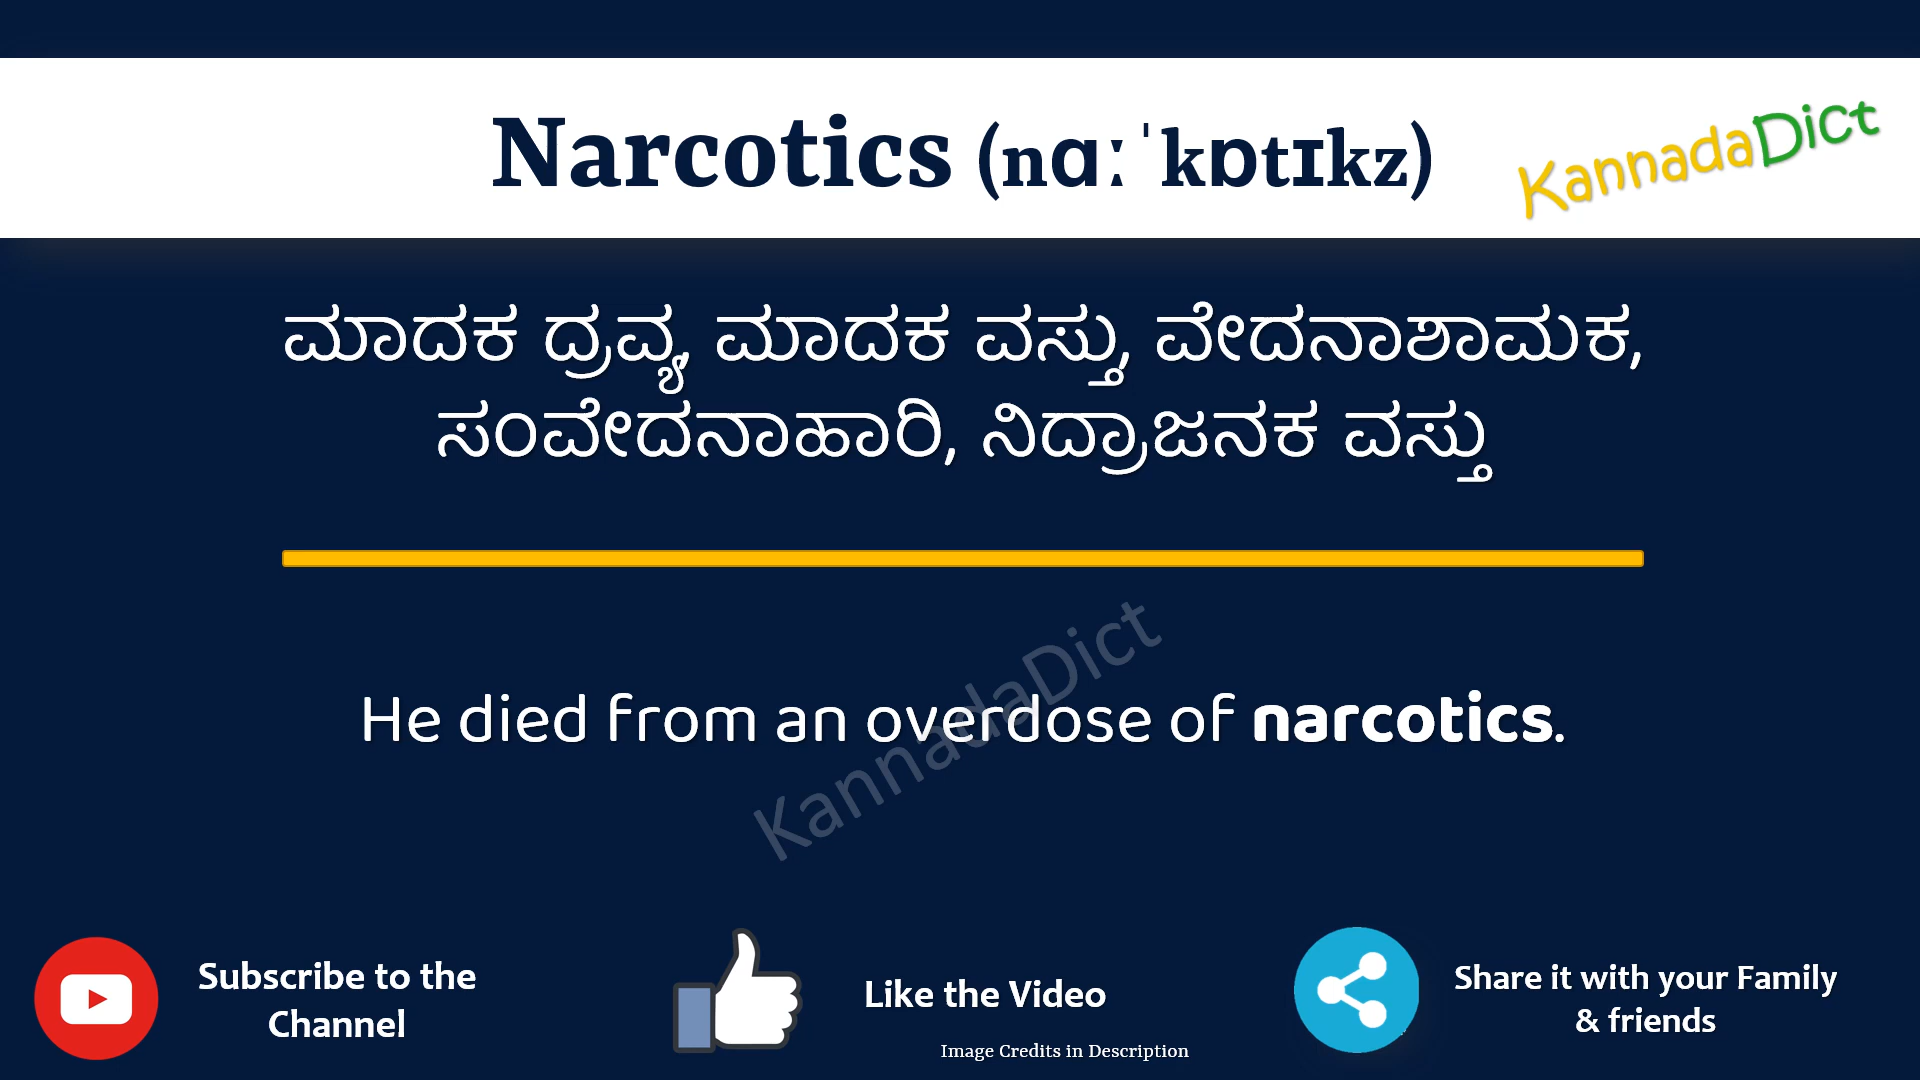 Narcotics (nɑːˈkɒtɪkz)
KannadaDict
ಮಾದಕ ದ್ರವ್ಯ, ಮಾದಕ ವಸ್ತು, ವೇದನಾಶಾಮಕ,
ಸಂವೇದನಾಹಾರಿ, ನಿದ್ರಾಜನಕ ವಸ್ತು
He died from an overdose of narcotics.
KannadaDict
Subscribe to the
Channel
Like the Video
Share it with your Family
& friends
Image Credits in Description